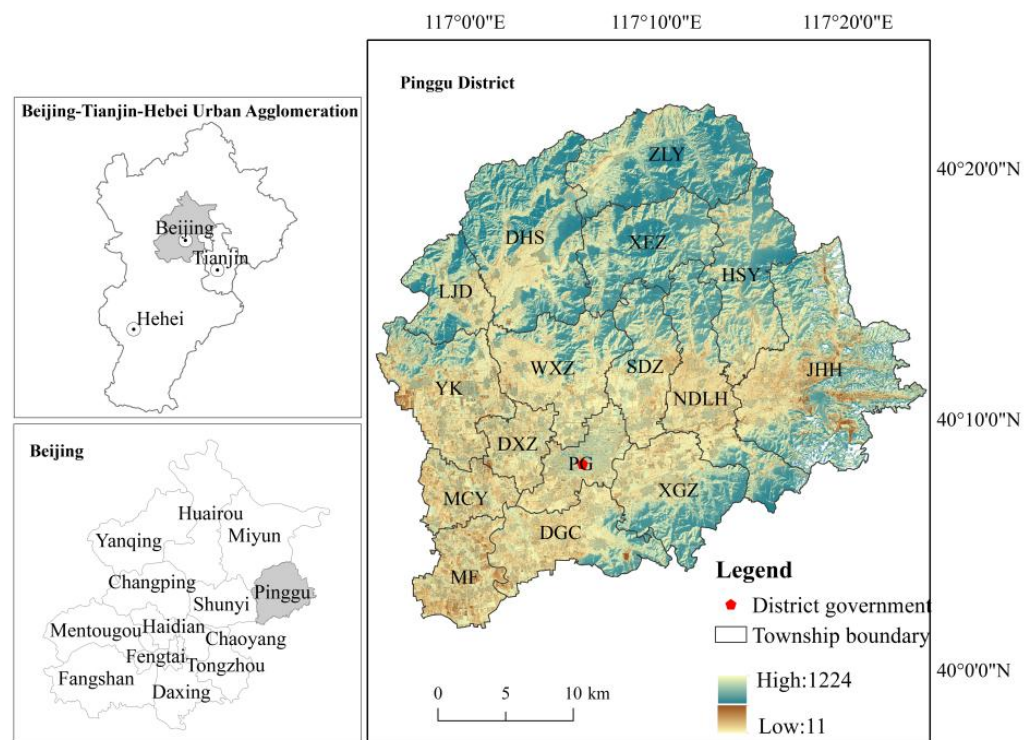 117°0'0"E
117°10'0"E
117°20'0"E
Beijing-Tianjin-Hebei Urban Agglomeration
Beijing
Tianjin
Hehei
Beijing
Huairou
Yanqing
Miyun
Changping
Pinggu
Shunyi
Mentougou
Haidian
Chaoyang
Fengtai
Tongzhou
Fangshan
Daxing
Pinggu District
ZLY
DHS
XEZ
HSY
LJD
WXZ
SDZ
JHH
YK
NDLH
DXZ
PG
MCY
XGZ
DGC
MF
40°20'0"N
40°10'0"N
40°0'0"N
Legend
District government
Township boundary
High:1224
Low:11
0 5 10 km